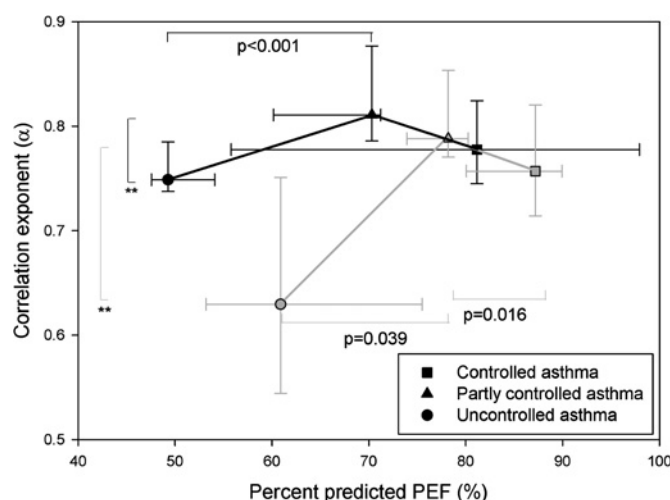 0.9
p<0.001
0.8
**
0.7
**
0.6
p=0.039
p=0.016
0.5
Correlation exponent (α)
Controlled asthma
Partly controlled asthma
Uncontrolled asthma
40 50 60 70 80 90 100
Percent predicted PEF (%)